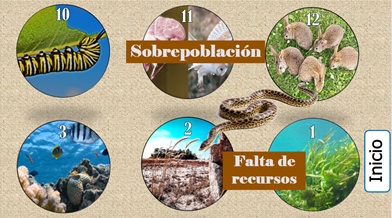 10
11
12
Sobrepoblación
3
2
1
Falta de
recursos
Inicio